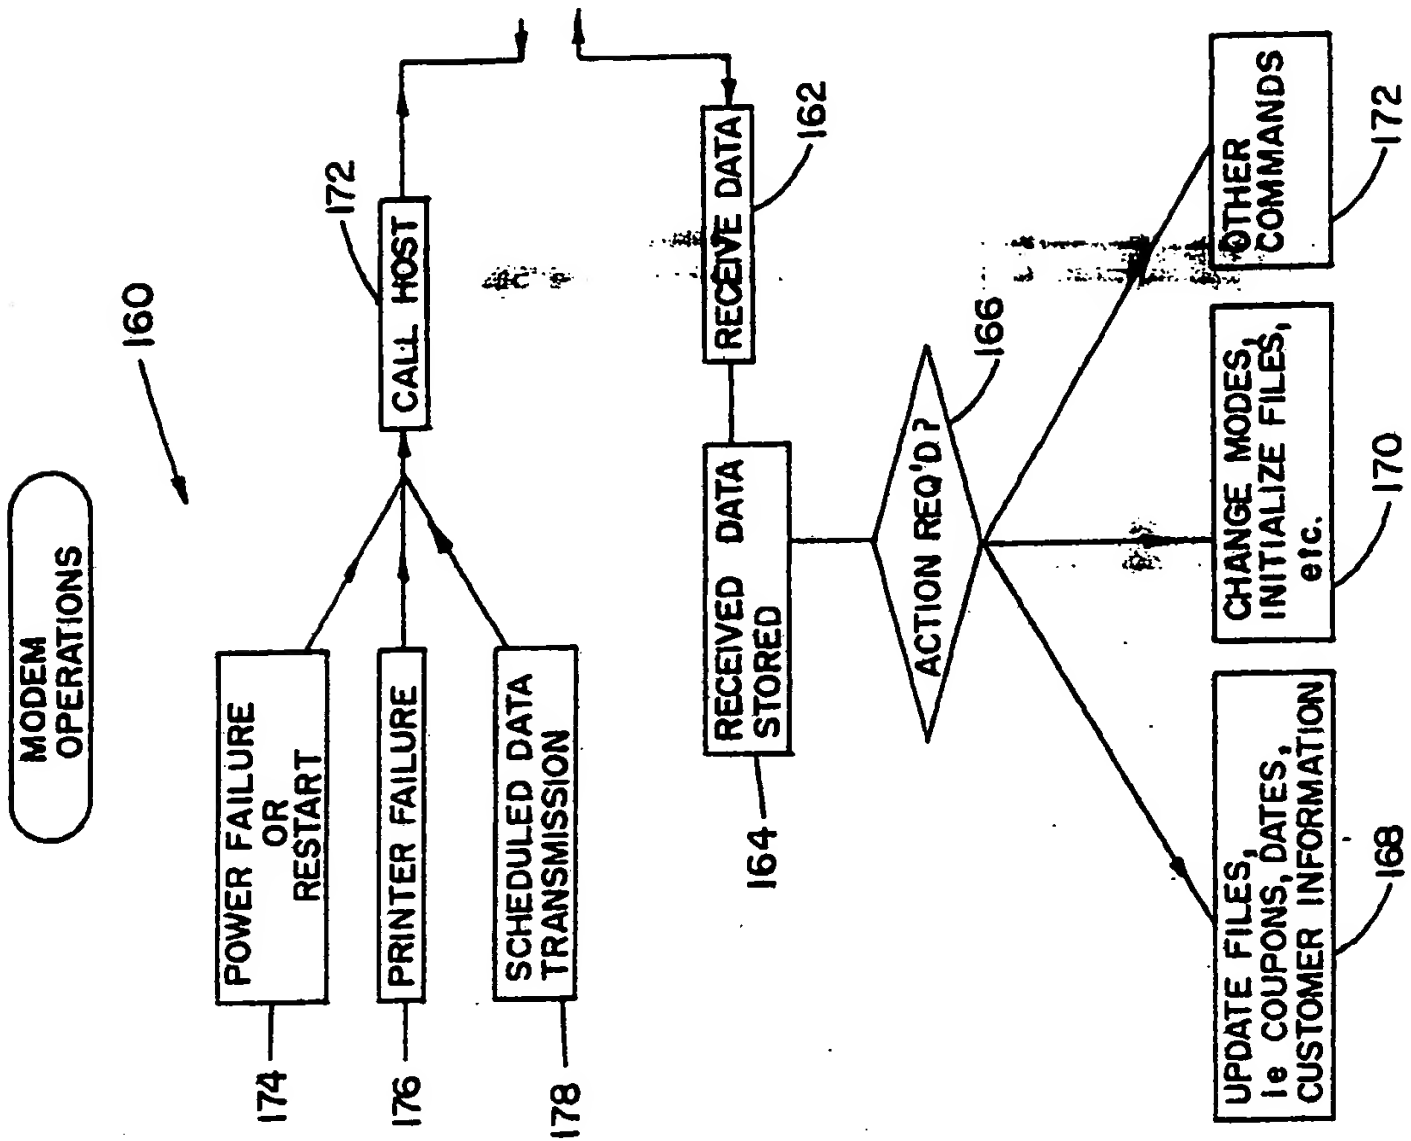 MODEM
OPERATIONS
160
174
POWER FAILURE
OR
RESTART
176
PRINTER FAILURE
178
SCHEDULED DATA
TRANSMISSION
CALL HOST
172
RECEIVE DATA
162
RECEIVED DATA
STORED
164
ACTION REQ'D?
166
UPDATE FILES,
ie COUPONS, DATES,
CUSTOMER INFORMATION
168
CHANGE MODES,
INITIALIZE FILES,
etc.
170
OTHER
COMMANDS
172